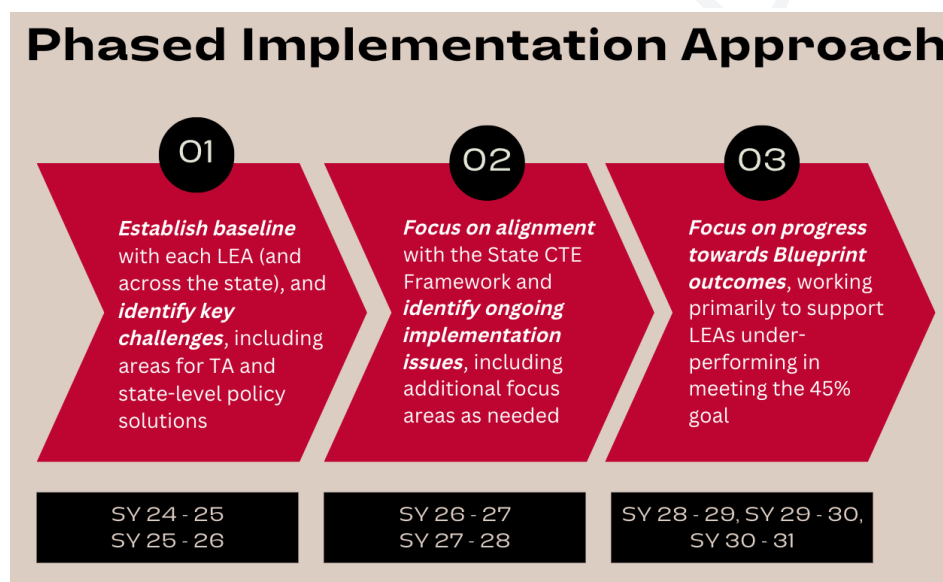 Phased Implementation Approach
01
Establish baseline
with each LEA (and
across the state), and
identify key
challenges, including
areas for TA and
state-level policy
solutions
SY 24 - 25
SY 25 - 26
02
Focus on alignment
with the State CTE
Framework and
identify ongoing
implementation
issues, including
additional focus
areas as needed
SY 26 - 27
SY 27 - 28
03
Focus on progress
towards Blueprint
outcomes, working
primarily to support
LEAs under-
performing in
meeting the 45%
goal
SY 28 - 29, SY 29 - 30,
SY 30 - 31